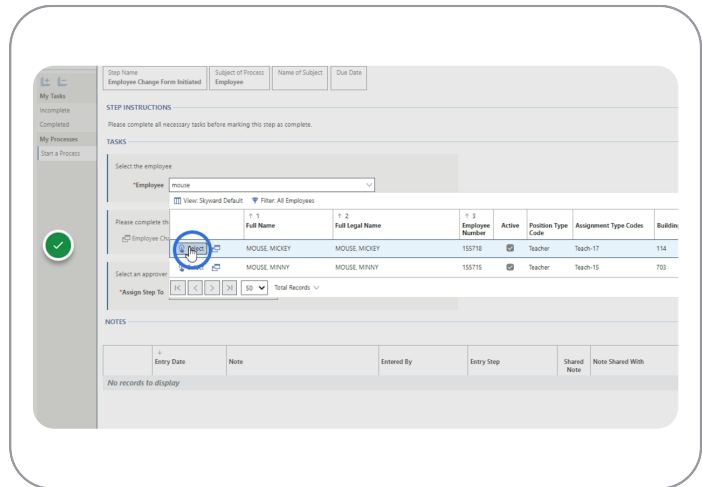 Step Name
Employee Change Form Initiated
Subject of Process
Employee
Name of Subject
Due Date
My Tasks
Incomplete
Completed
My Processes
Start a Process
STEP INSTRUCTIONS
Please complete all necessary tasks before marking this step as complete.
TASKS
Select the employee
*Employee mouse
View: Skyward Default Filter: All Employees
↑ 1 ↑ 2 ↑ 3
Full Name Full Legal Name Employee Number Active Position Type Code Assignment Type Codes Building
Please complete th
Employee Cha
MOUSE, MICKEY MOUSE, MICKEY 155718 Teacher Teach-17 114
MOUSE, MINNY MOUSE, MINNY 155715 Teacher Teach-15 703
Select an approver
*Assign Step To
50 Total Records
NOTES
↓
Entry Date Note Entered By Entry Step Shared Note Note Shared With
No records to display